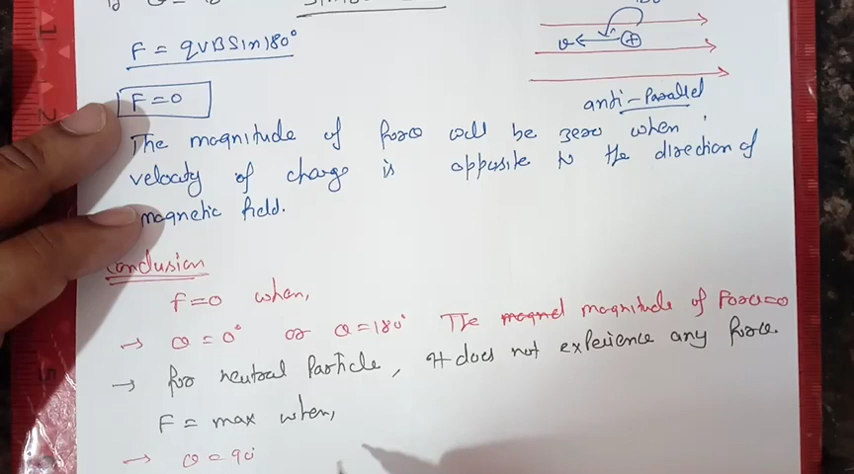 F = qVBSin180°
F = 0
anti-Parallel
The magnitude of force will be zero when
velocity of charge is opposite to the direction of
magnetic field.
Conclusion
F = 0 when,
→ θ = 0° or θ = 180° The magnitude of Force=0
→ for neutral Particle, It does not experience any force.
F = max when,
→ θ = 90°